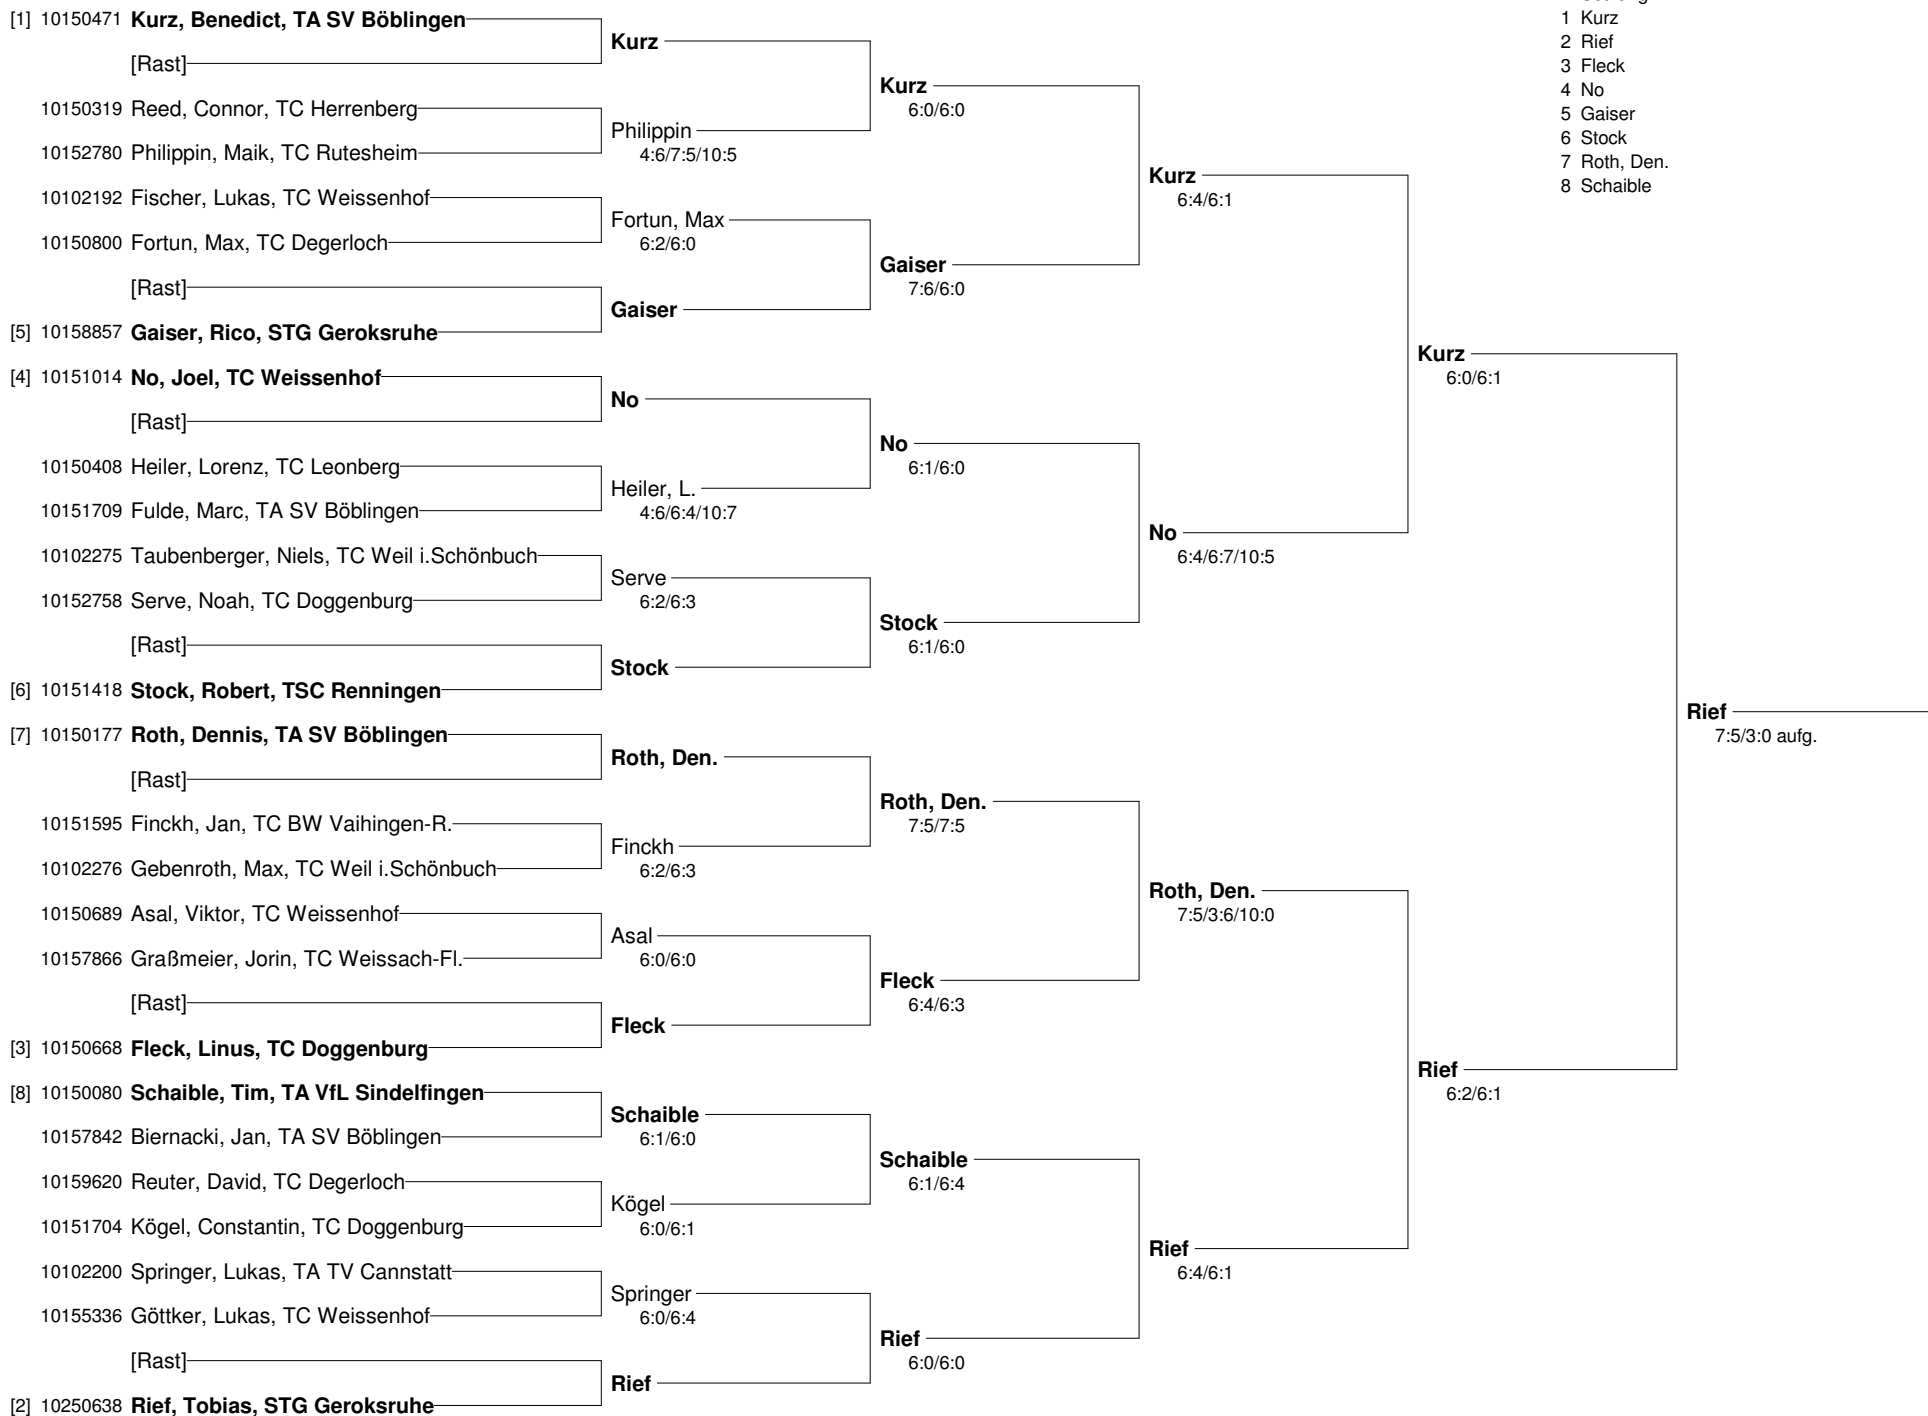 [1] 10150471 Kurz, Benedict, TA SV Böblingen
[Rast]
10150319 Reed, Connor, TC Herrenberg
10152780 Philippin, Maik, TC Rutesheim
10102192 Fischer, Lukas, TC Weissenhof
10150800 Fortun, Max, TC Degerloch
[Rast]
[5] 10158857 Gaiser, Rico, STG Geroksruhe
[4] 10151014 No, Joel, TC Weissenhof
[Rast]
10150408 Heiler, Lorenz, TC Leonberg
10151709 Fulde, Marc, TA SV Böblingen
10102275 Taubenberger, Niels, TC Weil i.Schönbuch
10152758 Serve, Noah, TC Doggenburg
[Rast]
[6] 10151418 Stock, Robert, TSC Renningen
[7] 10150177 Roth, Dennis, TA SV Böblingen
[Rast]
10151595 Finckh, Jan, TC BW Vaihingen-R.
10102276 Gebenroth, Max, TC Weil i.Schönbuch
10150689 Asal, Viktor, TC Weissenhof
10157866 Graßmeier, Jorin, TC Weissach-Fl.
[Rast]
[3] 10150668 Fleck, Linus, TC Doggenburg
[8] 10150080 Schaible, Tim, TA VfL Sindelfingen
10157842 Biernacki, Jan, TA SV Böblingen
10159620 Reuter, David, TC Degerloch
10151704 Kögel, Constantin, TC Doggenburg
10102200 Springer, Lukas, TA TV Cannstatt
10155336 Göttker, Lukas, TC Weissenhof
[Rast]
[2] 10250638 Rief, Tobias, STG Geroksruhe
Kurz
Philippin
4:6/7:5/10:5
Fortun, Max
6:2/6:0
Gaiser
No
Heiler, L.
4:6/6:4/10:7
Serve
6:2/6:3
Stock
Roth, Den.
Finckh
6:2/6:3
Asal
6:0/6:0
Fleck
Schaible
6:1/6:0
Kögel
6:0/6:1
Springer
6:0/6:4
Rief
Kurz
6:0/6:0
Gaiser
7:6/6:0
No
6:1/6:0
Stock
6:1/6:0
Roth, Den.
7:5/7:5
Fleck
6:4/6:3
Schaible
6:1/6:4
Rief
6:0/6:0
Kurz
6:4/6:1
No
6:4/6:7/10:5
Roth, Den.
7:5/3:6/10:0
Rief
6:4/6:1
Kurz
6:0/6:1
Rief
6:2/6:1
Rief
7:5/3:0 aufg.
1 Kurz
2 Rief
3 Fleck
4 No
5 Gaiser
6 Stock
7 Roth, Den.
8 Schaible